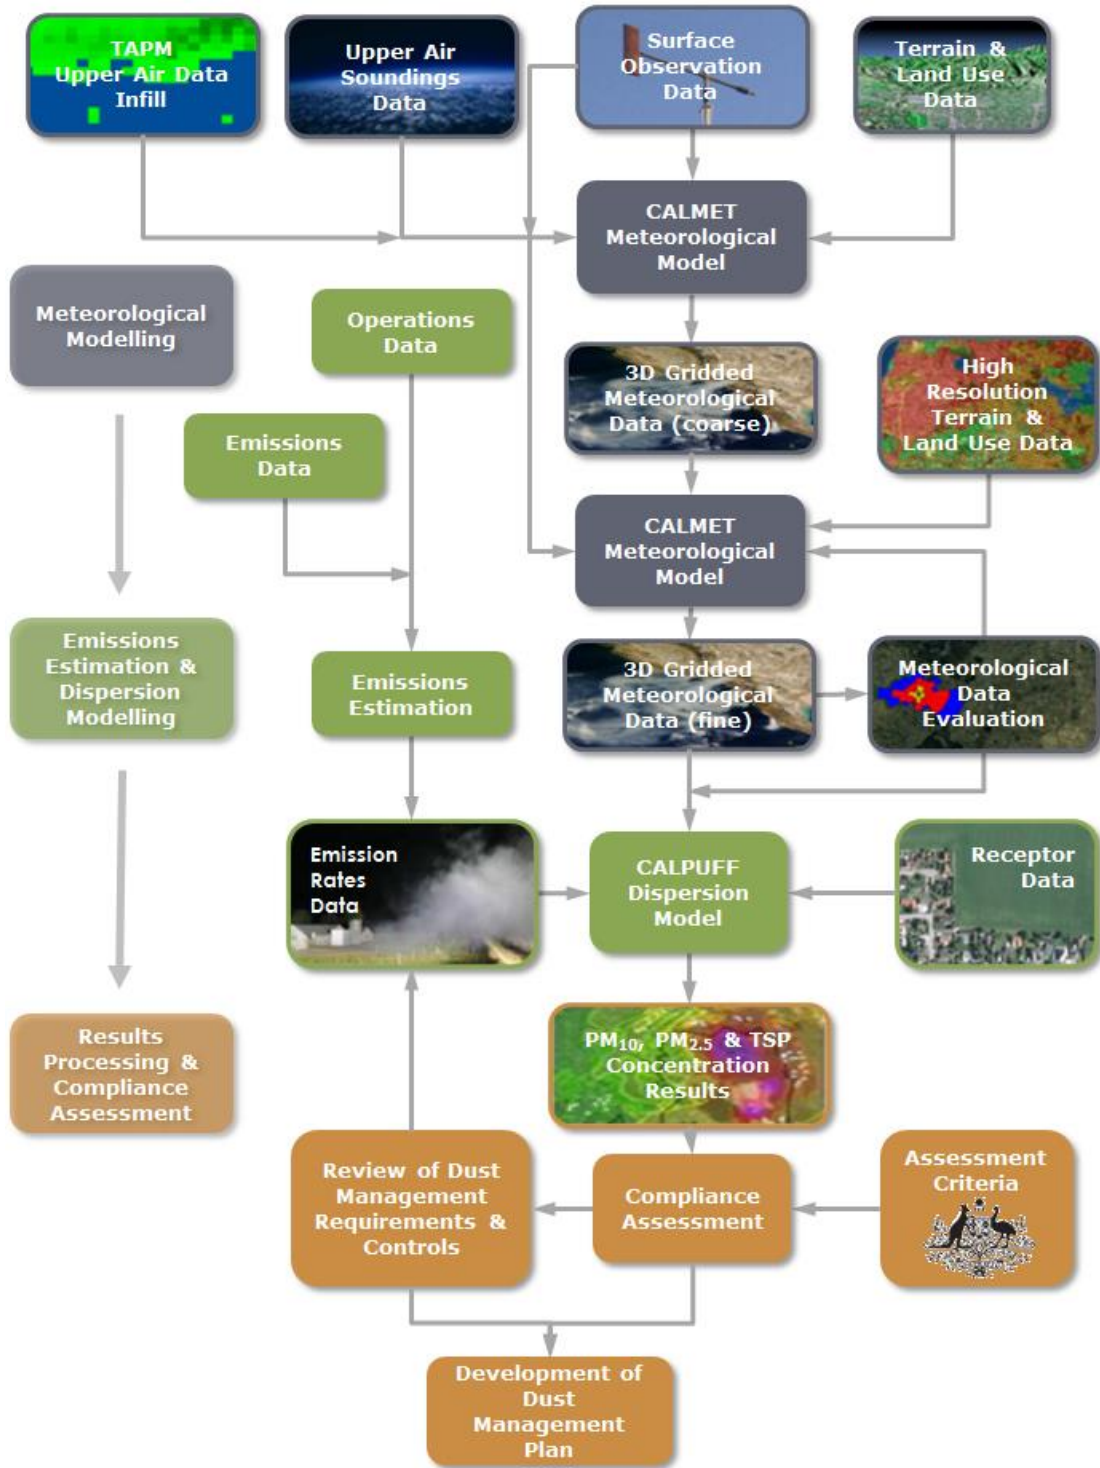 TAPM
Upper Air Data
Infill
Upper Air
Soundings
Data
Surface
Observation
Data
Terrain &
Land Use
Data
CALMET
Meteorological
Model
Meteorological
Modelling
Operations
Data
3D Gridded
Meteorological
Data (coarse)
High
Resolution
Terrain &
Land Use Data
Emissions
Data
CALMET
Meteorological
Model
Emissions
Estimation &
Dispersion
Modelling
Emissions
Estimation
3D Gridded
Meteorological
Data (fine)
Meteorological
Data
Evaluation
Emission
Rates
Data
CALPUFF
Dispersion
Model
Receptor
Data
Results
Processing &
Compliance
Assessment
PM₁₀, PM₂.₅ & TSP
Concentration
Results
Review of Dust
Management
Requirements &
Controls
Compliance
Assessment
Assessment
Criteria
Development of
Dust
Management
Plan